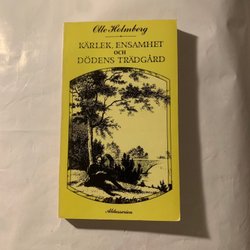 Olle Holmberg
KÄRLEK, ENSAMHET
OCH
DÖDENS TRÄDGÅRD
Aldusserien